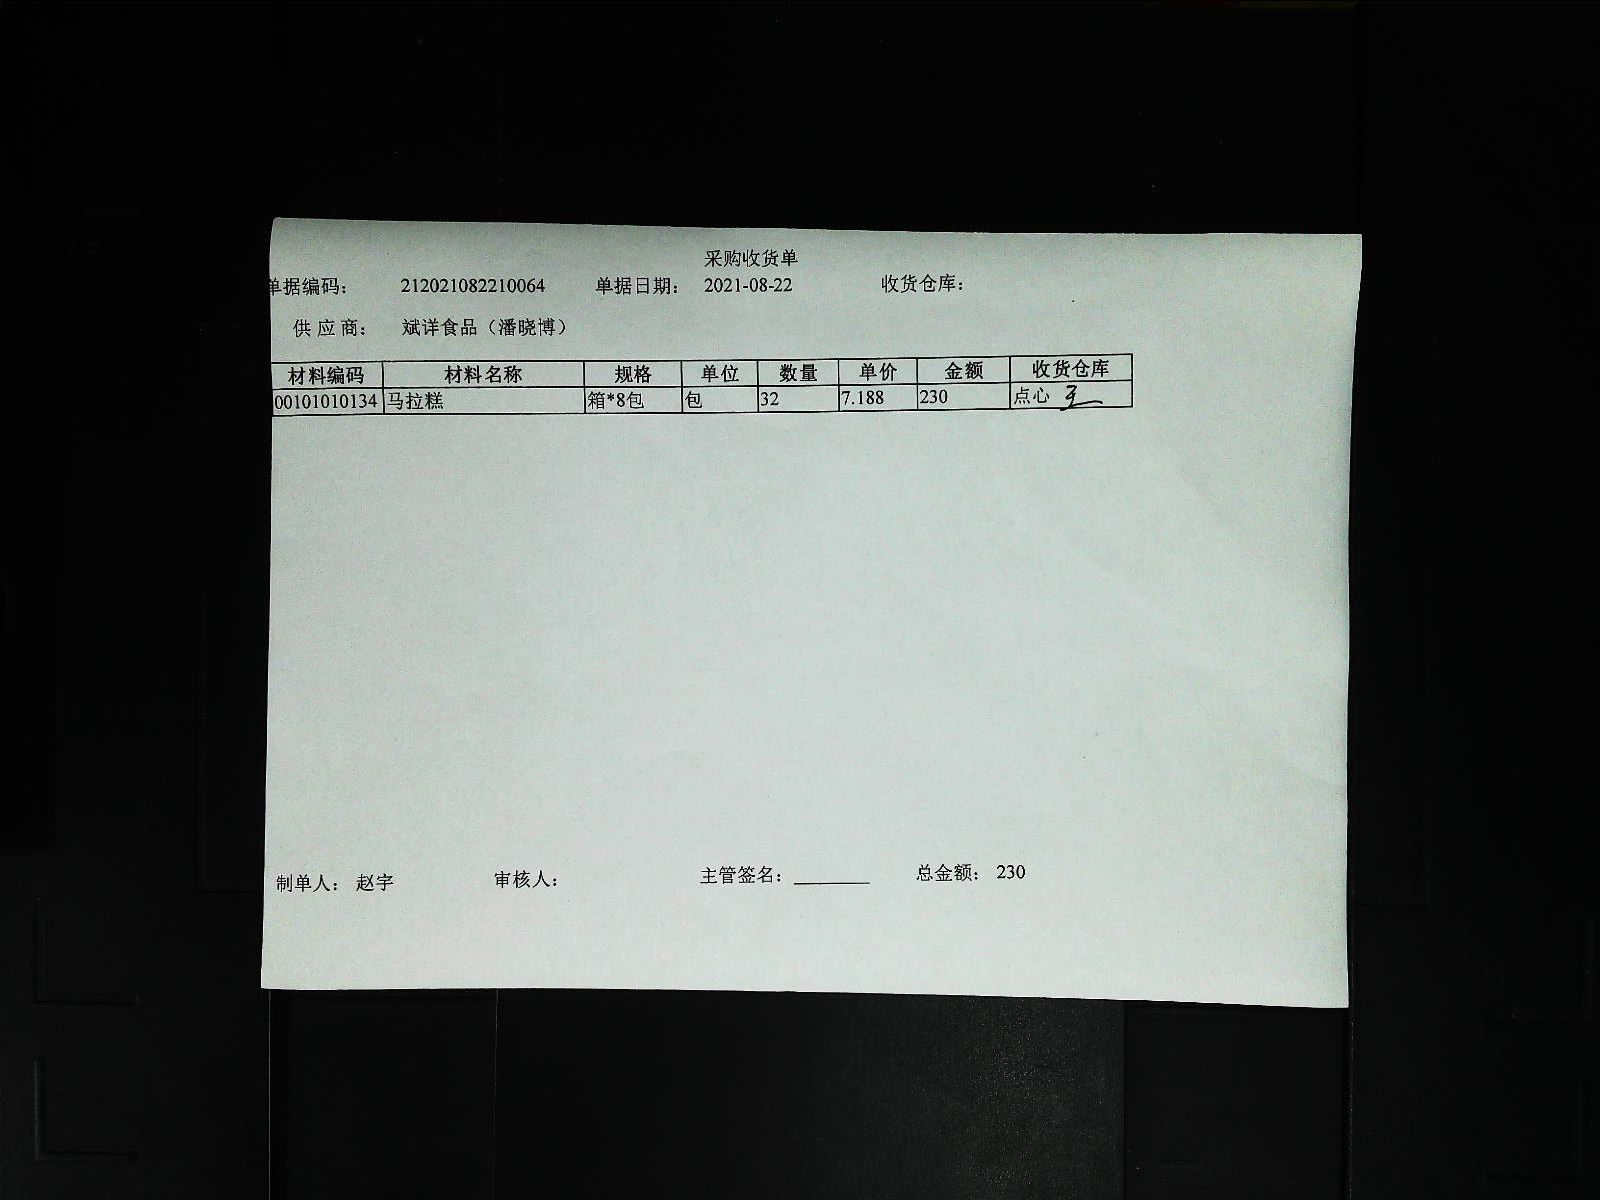 采购收货单
单据编码： 212021082210064 单据日期： 2021-08-22 收货仓库：
供应商： 斌详食品（潘晓博）
材料编码 材料名称 规格 单位 数量 单价 金额 收货仓库
00101010134 马拉糕 箱*8包 包 32 7.188 230 点心
制单人： 赵宇 审核人： 主管签名： ________ 总金额： 230